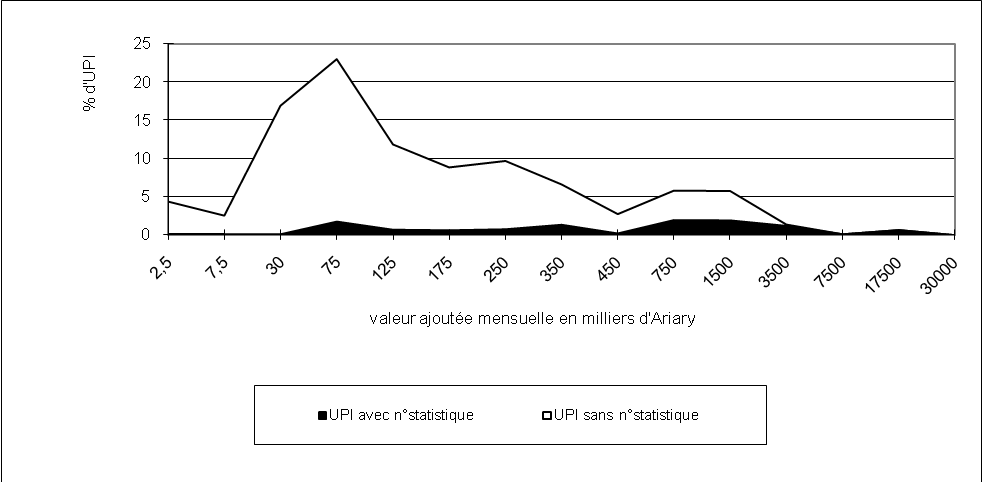 % d'UPI
25
20
15
10
5
0
2,5 7,5 30 75 125 175 250 350 450 750 1500 3500 7500 17500 30000
valeur ajoutée mensuelle en milliers d'Ariary
UPI avec n°statistique UPI sans n°statistique